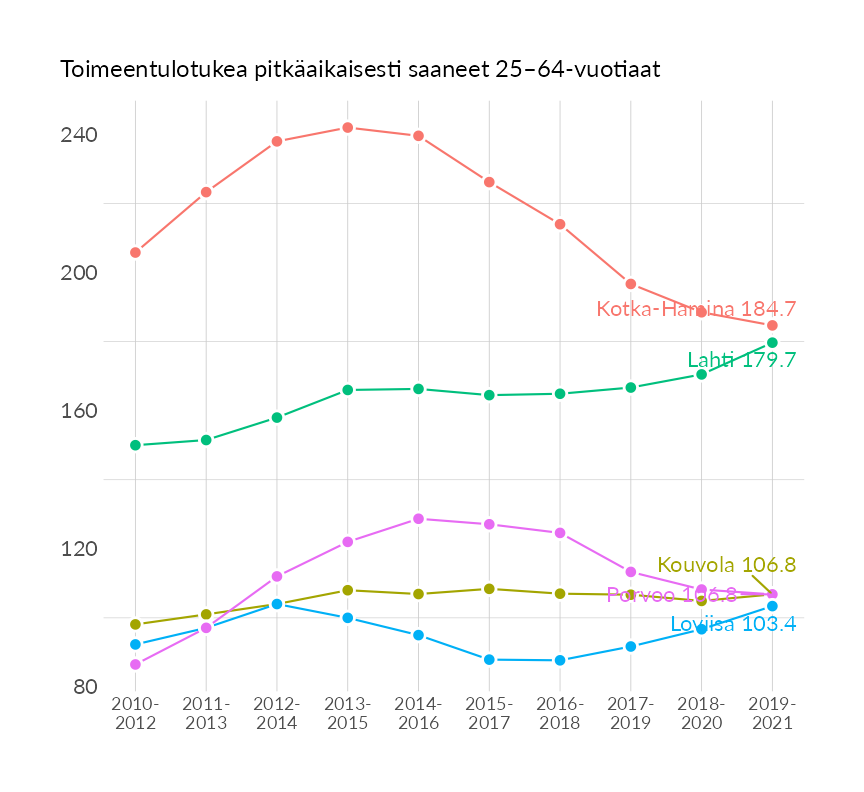 Toimeentulotukea pitkäaikaisesti saaneet 25–64-vuotiaat
240
200
Kotka-Hamina 184.7
Lahti 179.7
160
120
Kouvola 106.8
Porvoo 106.8
Loviisa 103.4
80
2010- 2011- 2012- 2013- 2014- 2015- 2016- 2017- 2018- 2019-
2012 2013 2014 2015 2016 2017 2018 2019 2020 2021